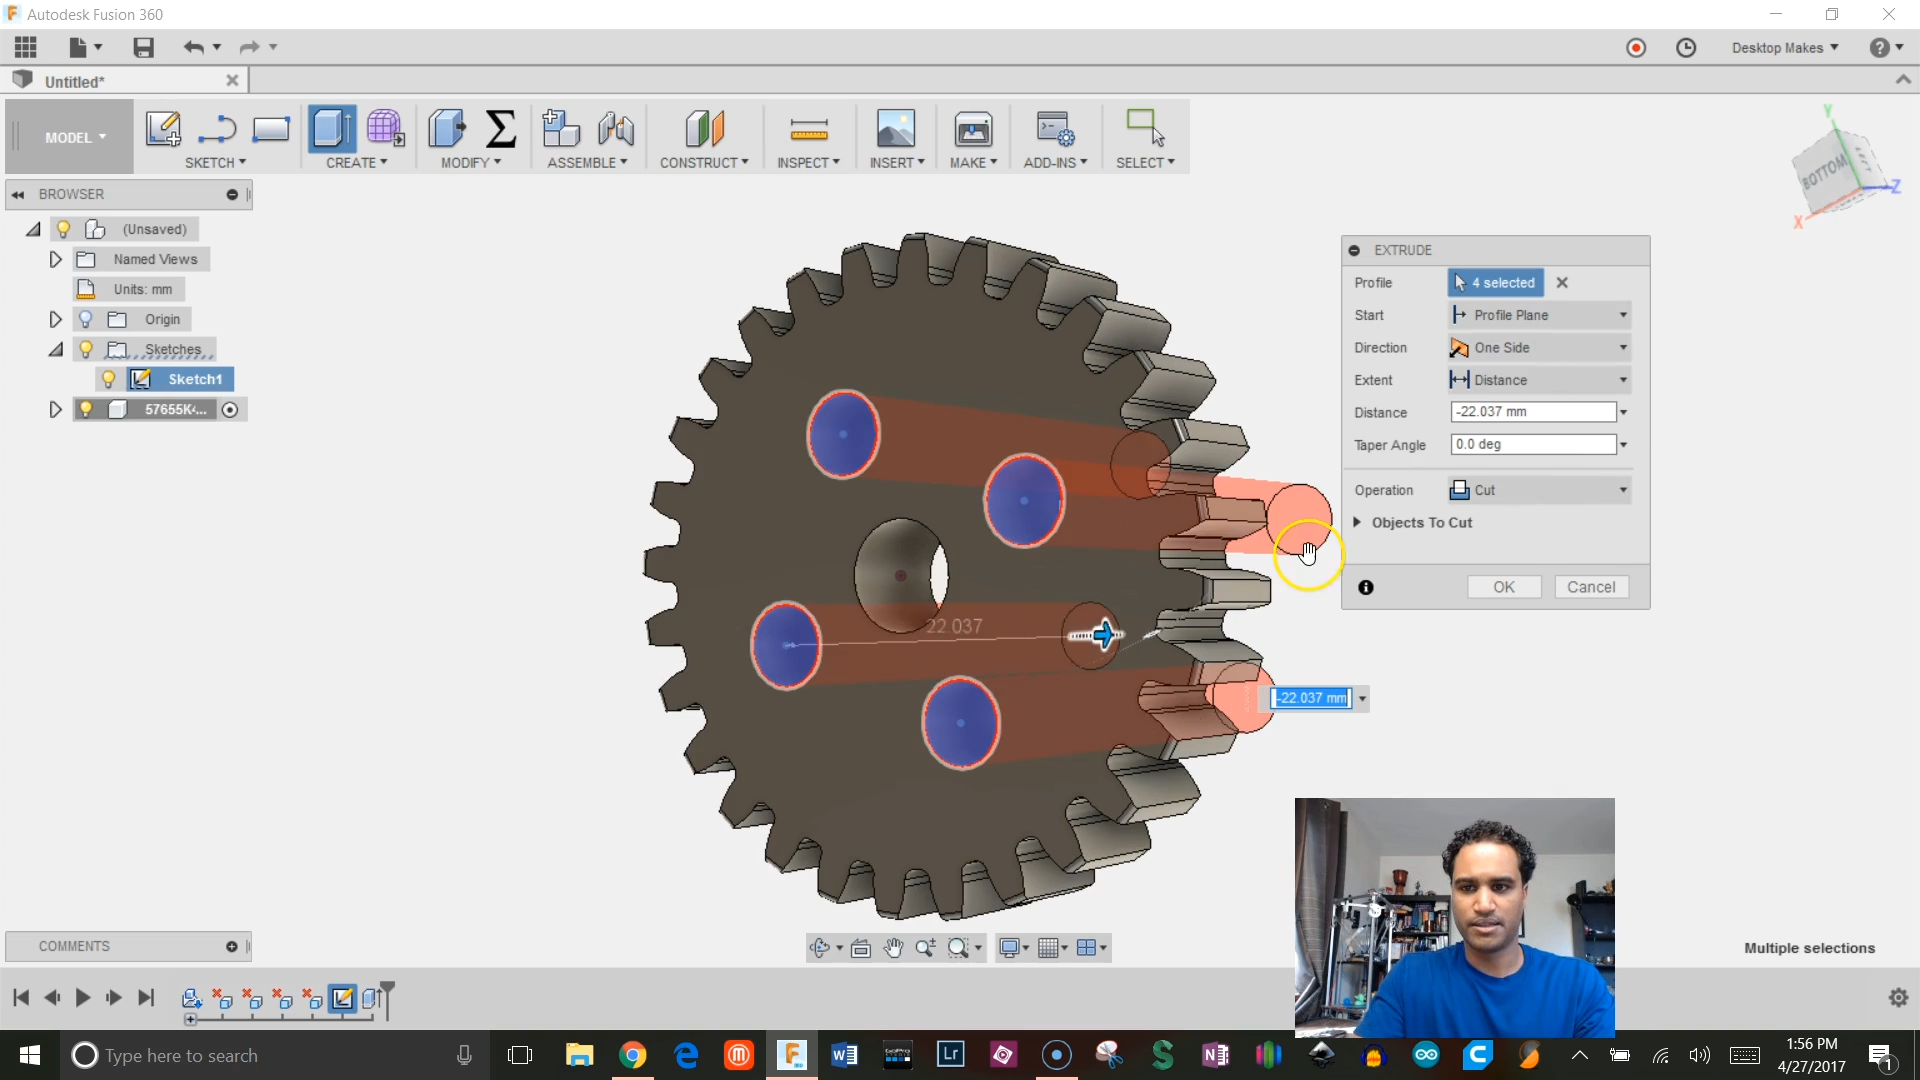 Autodesk Fusion 360
Desktop Makes
Untitled*
MODEL
SKETCH
CREATE
MODIFY
ASSEMBLE
CONSTRUCT
INSPECT
INSERT
MAKE
ADD-INS
SELECT
BROWSER
(Unsaved)
Named Views
Units: mm
Origin
Sketches
Sketch1
57655K4...
Y
BOTTOM
Z
X
EXTRUDE
Profile 4 selected
Start Profile Plane
Direction One Side
Extent Distance
Distance -22.037 mm
Taper Angle 0.0 deg
Operation Cut
Objects To Cut
OK Cancel
22.037
-22.037 mm
COMMENTS
Multiple selections
Type here to search
Lr
1:56 PM
4/27/2017
1